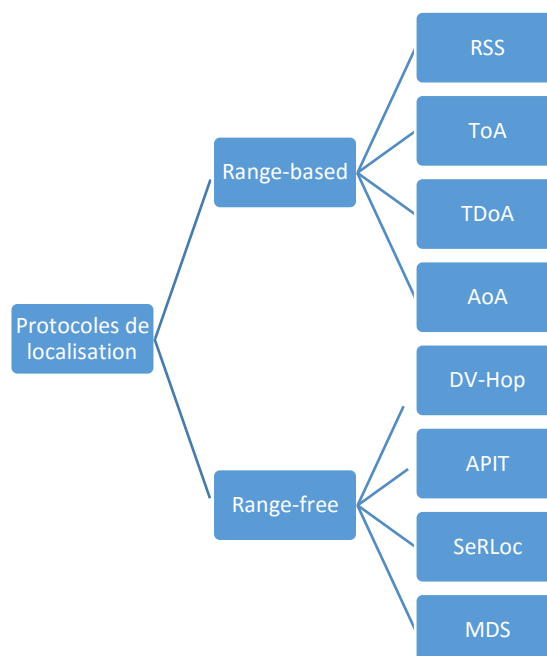 RSS
ToA
Range-based
TDoA
AoA
Protocoles de
localisation
DV-Hop
APIT
Range-free
SeRLoc
MDS